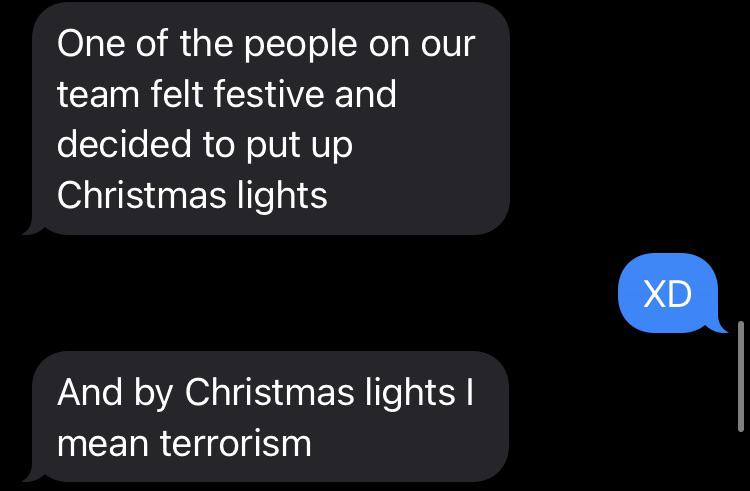 One of the people on our
team felt festive and
decided to put up
Christmas lights
XD
And by Christmas lights I
mean terrorism